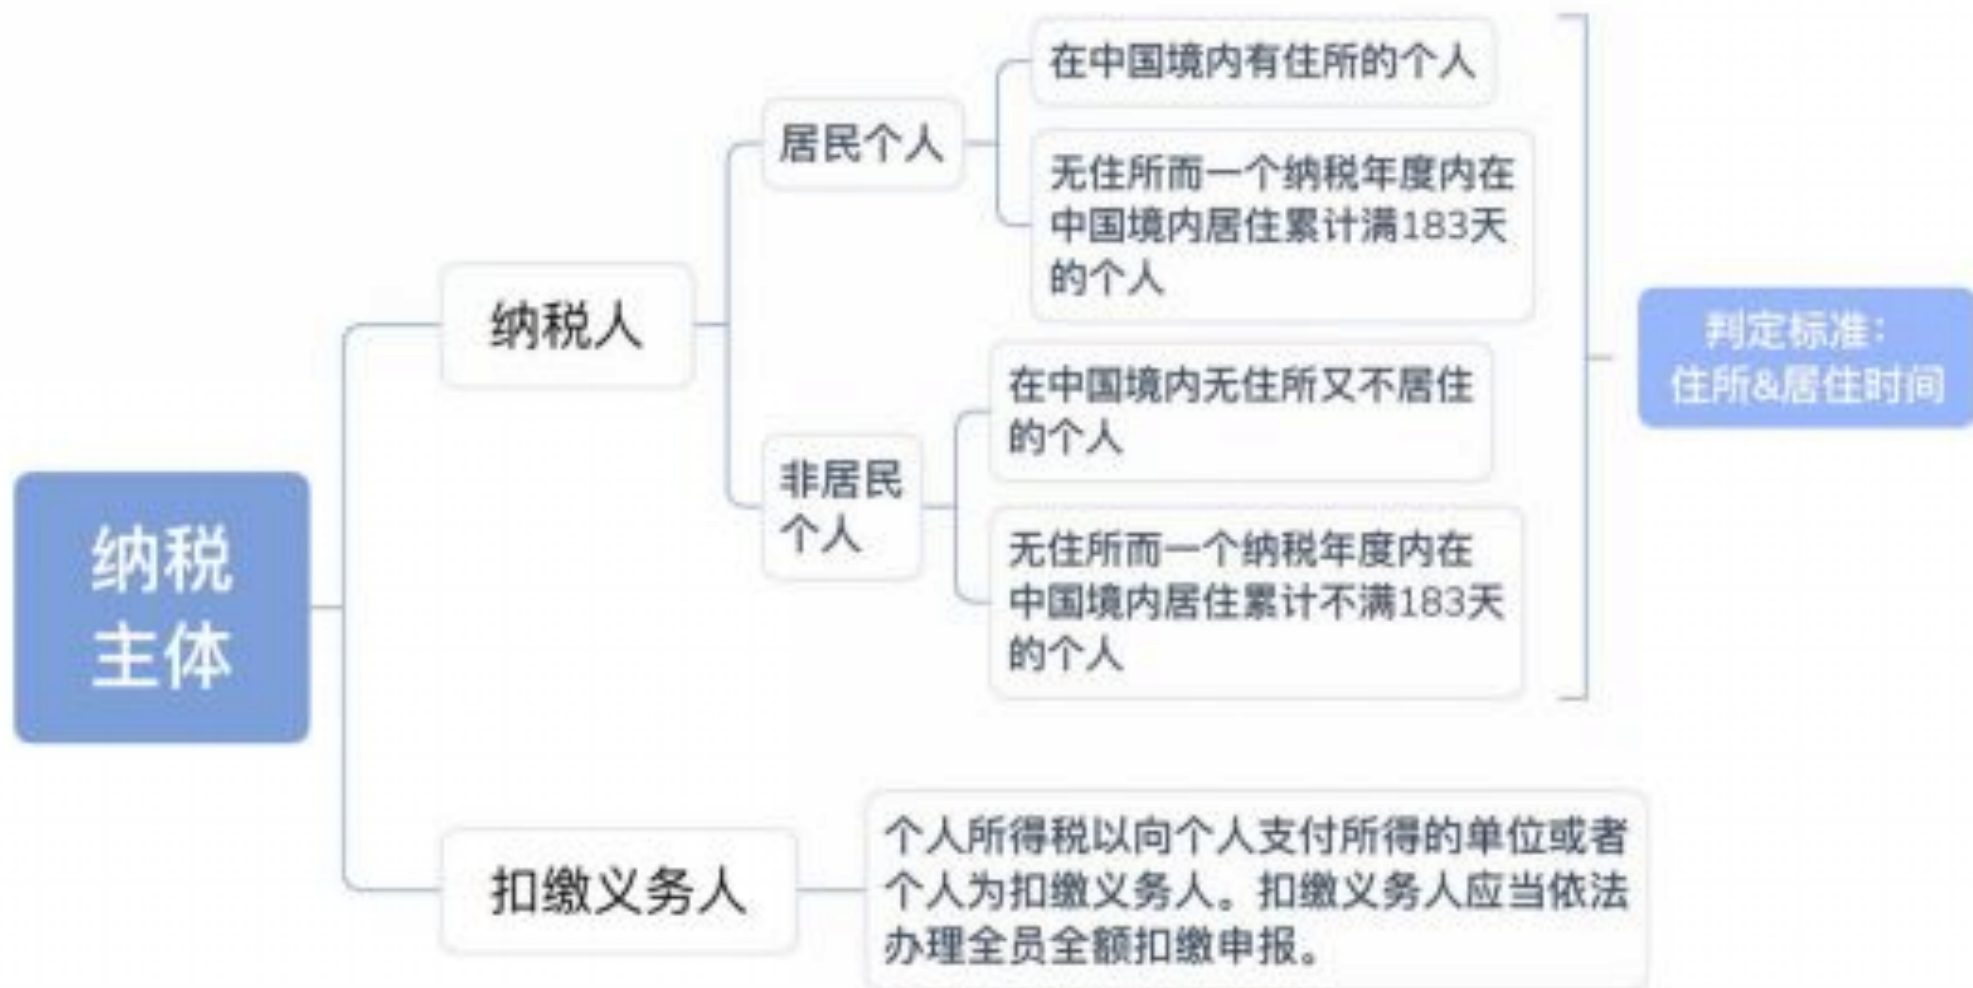 在中国境内有住所的个人
居民个人
无住所而一个纳税年度内在
中国境内居住累计满183天
的个人
纳税人
判定标准：
住所&居住时间
在中国境内无住所又不居住
的个人
非居民
个人
无住所而一个纳税年度内在
中国境内居住累计不满183天
的个人
纳税
主体
扣缴义务人
个人所得税以向个人支付所得的单位或者
个人为扣缴义务人。扣缴义务人应当依法
办理全员全额扣缴申报。